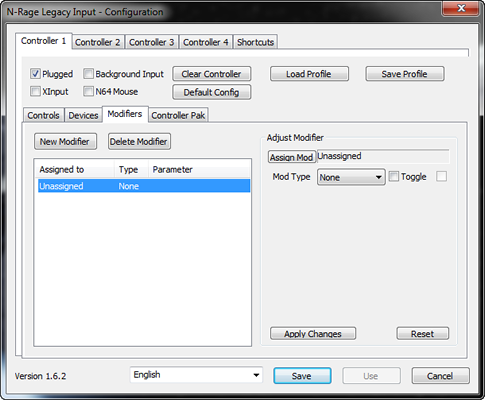 N-Rage Legacy Input - Configuration
Controller 1 Controller 2 Controller 3 Controller 4 Shortcuts
Plugged Background Input Clear Controller Load Profile Save Profile
XInput N64 Mouse Default Config
Controls Devices Modifiers Controller Pak
New Modifier Delete Modifier
Adjust Modifier
Assigned to Type Parameter
Unassigned None
Assign Mod Unassigned
Mod Type None Toggle
Apply Changes Reset
Version 1.6.2 English Save Use Cancel